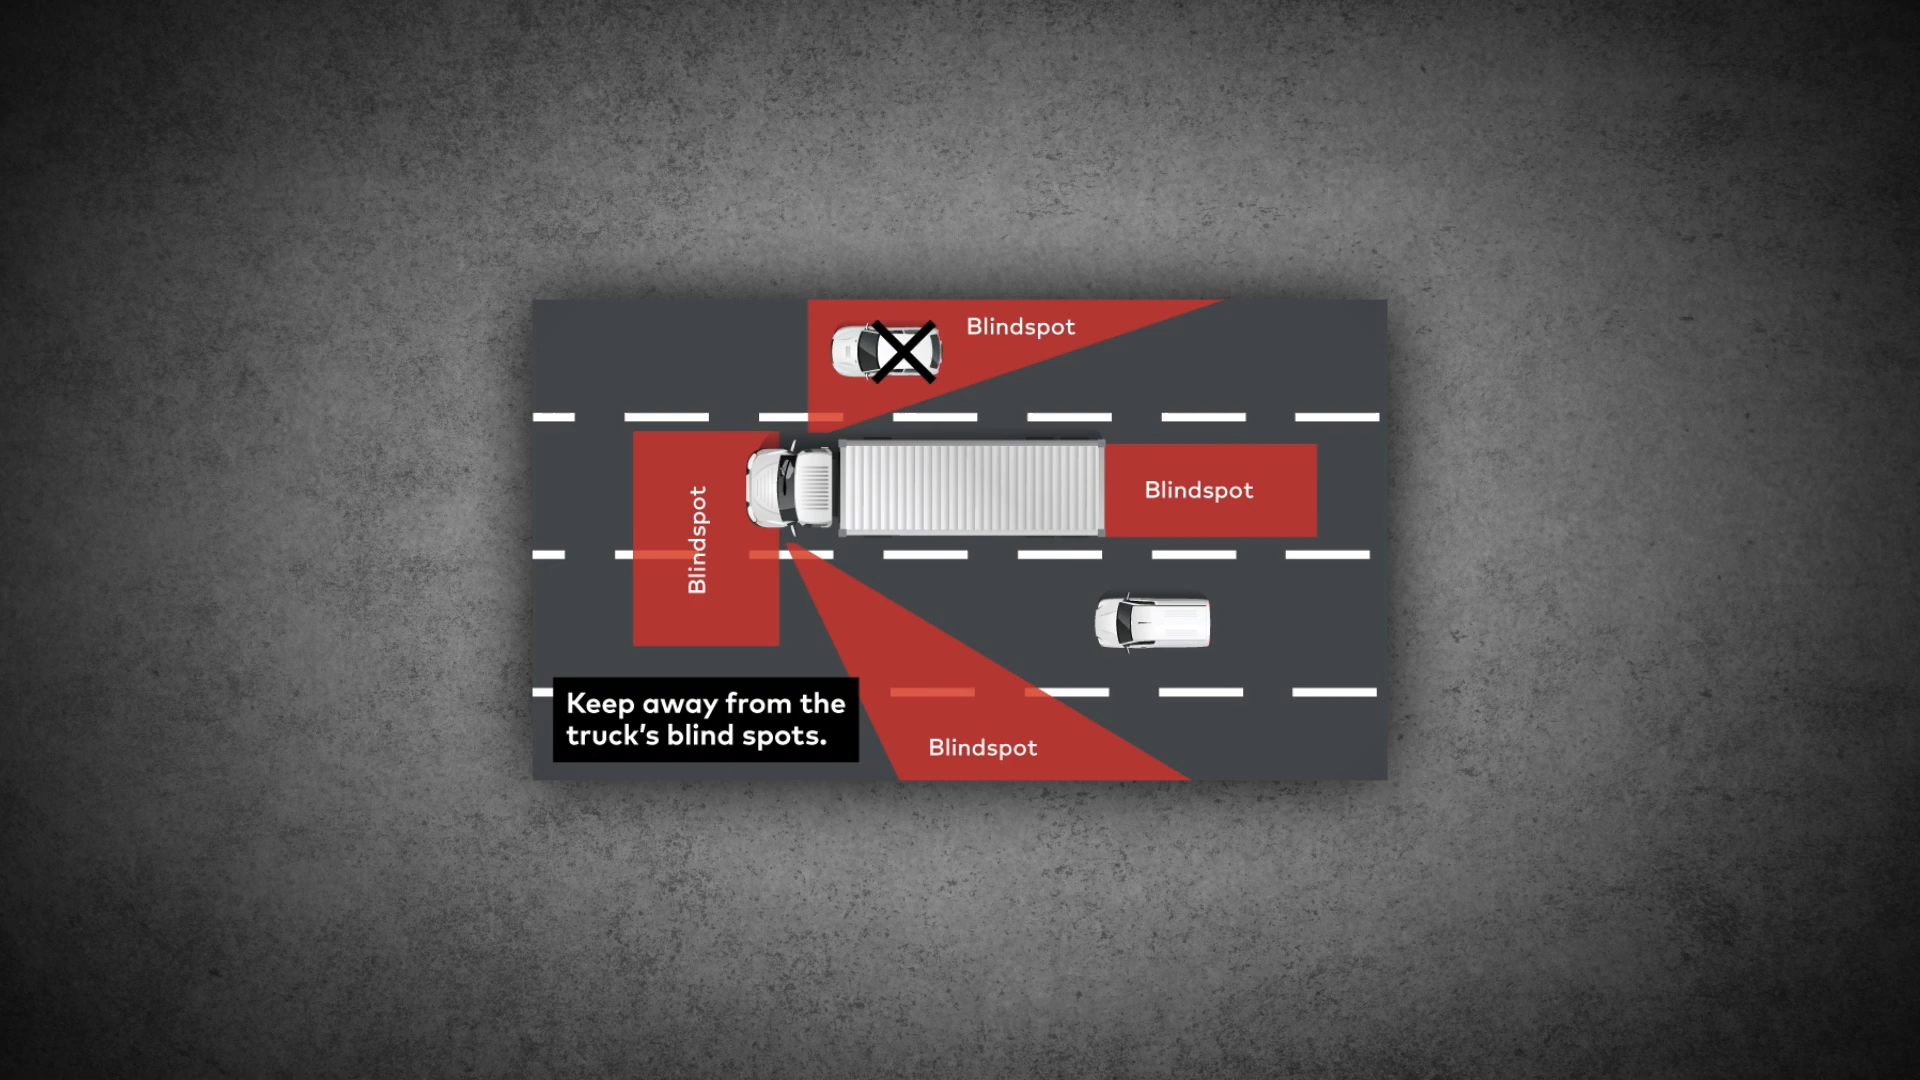 Blindspot
Blindspot
Blindspot
Keep away from the
truck's blind spots.
Blindspot